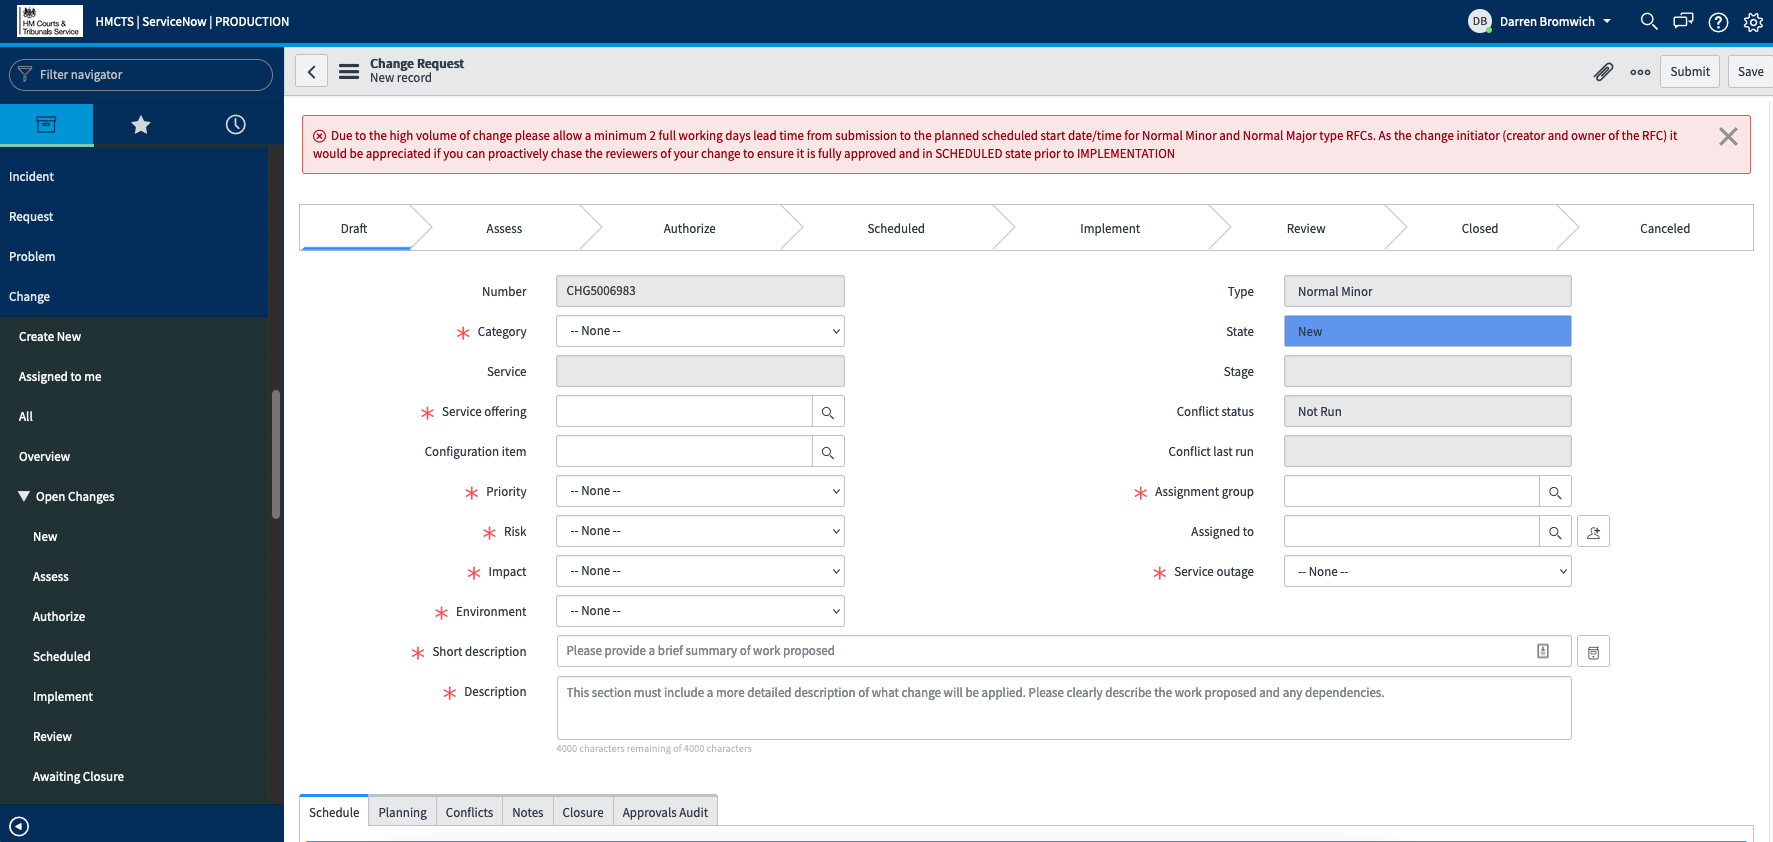 HM Courts &
Tribunals Service
HMCTS | ServiceNow | PRODUCTION
DB
Darren Bromwich
Filter navigator
Incident
Request
Problem
Change
Create New
Assigned to me
All
Overview
Open Changes
New
Assess
Authorize
Scheduled
Implement
Review
Awaiting Closure
Change Request
New record
Submit
Save
Due to the high volume of change please allow a minimum 2 full working days lead time from submission to the planned scheduled start date/time for Normal Minor and Normal Major type RFCs. As the change initiator (creator and owner of the RFC) it
would be appreciated if you can proactively chase the reviewers of your change to ensure it is fully approved and in SCHEDULED state prior to IMPLEMENTATION
Draft
Assess
Authorize
Scheduled
Implement
Review
Closed
Canceled
Number
CHG5006983
Category
-- None --
Service
Service offering
Configuration item
Priority
-- None --
Risk
-- None --
Impact
-- None --
Environment
-- None --
Type
Normal Minor
State
New
Stage
Conflict status
Not Run
Conflict last run
Assignment group
Assigned to
Service outage
-- None --
Short description
Please provide a brief summary of work proposed
Description
This section must include a more detailed description of what change will be applied. Please clearly describe the work proposed and any dependencies.
4000 characters remaining of 4000 characters
Schedule
Planning
Conflicts
Notes
Closure
Approvals Audit